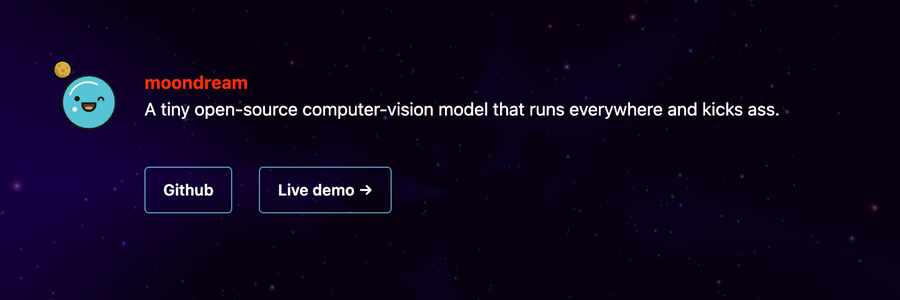 moondream
A tiny open-source computer-vision model that runs everywhere and kicks ass.
Github
Live demo →